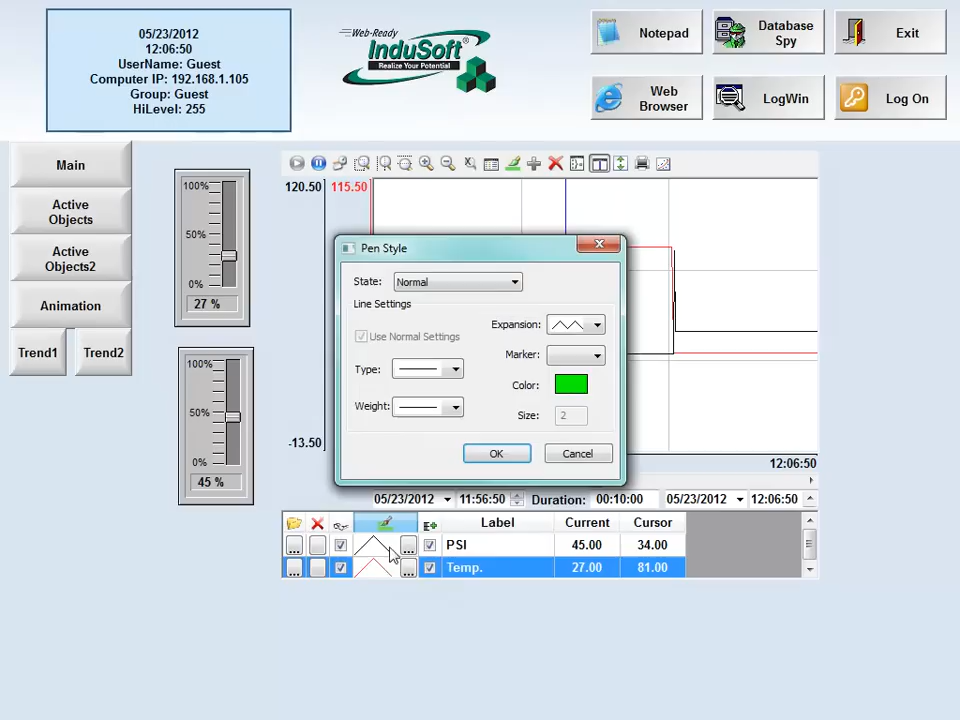 05/23/2012
12:06:50
UserName: Guest
Computer IP: 192.168.1.105
Group: Guest
HiLevel: 255
Web-Ready
InduSoft®
Realize Your Potential
Notepad
Database
Spy
Exit
Web
Browser
LogWin
Log On
Main
Active
Objects
Active
Objects2
Animation
Trend1
Trend2
100%
50%
0%
27 %
100%
50%
0%
45 %
120.50
115.50
-13.50
12:06:50
Pen Style
State:
Normal
Line Settings
Use Normal Settings
Expansion:
Marker:
Type:
Color:
Weight:
Size:
2
OK
Cancel
05/23/2012 11:56:50 Duration: 00:10:00 05/23/2012 12:06:50
Label Current Cursor
... ... PSI 45.00 34.00
... ... Temp. 27.00 81.00